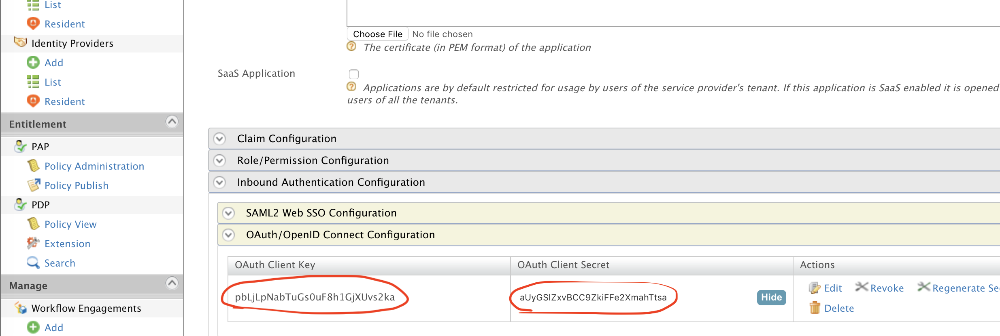 List
Resident
Identity Providers
Add
List
Resident
Entitlement
PAP
Policy Administration
Policy Publish
PDP
Policy View
Extension
Search
Manage
Workflow Engagements
Add
Choose File No file chosen
The certificate (in PEM format) of the application
SaaS Application
Applications are by default restricted for usage by users of the service provider's tenant. If this application is SaaS enabled it is opened
users of all the tenants.
Claim Configuration
Role/Permission Configuration
Inbound Authentication Configuration
SAML2 Web SSO Configuration
OAuth/OpenID Connect Configuration
OAuth Client Key OAuth Client Secret Actions
pbLjLpNabTuGs0uF8h1GjXUvs2ka aUyGSlZxvBCC9ZkiFFe2XmahTtsa Hide Edit Revoke Regenerate Se
Delete